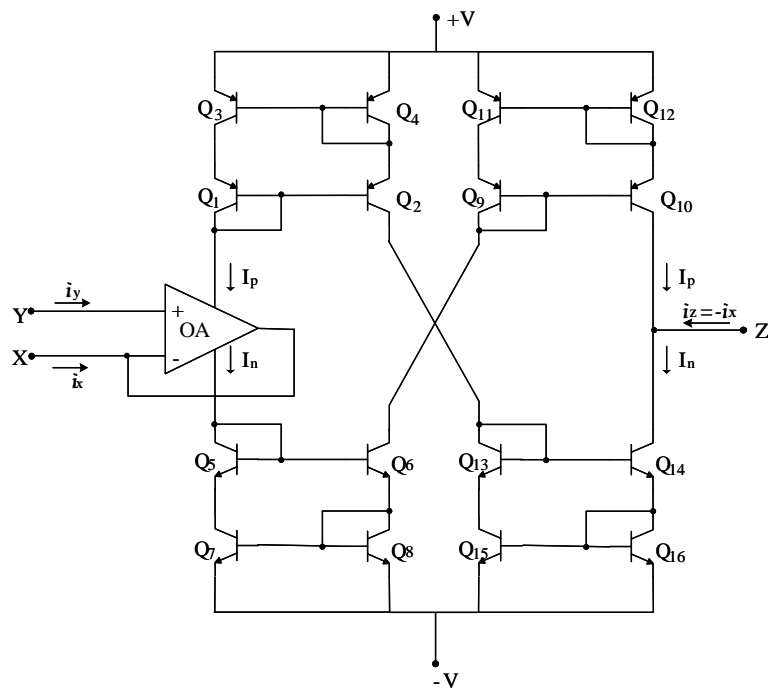 +V
Q3
Q4
Q11
Q12
Q1
Q2
Q9
Q10
Ip
Ip
iy
iz=-ix
Y
+
OA
Z
X
-
In
In
ix
Q5
Q6
Q13
Q14
Q7
Q8
Q15
Q16
-V